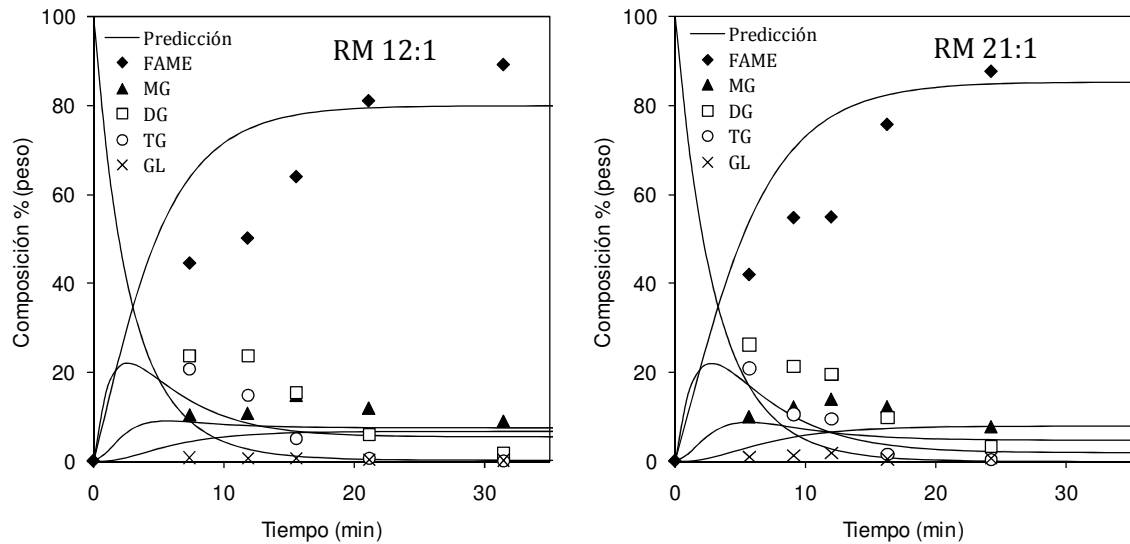 100
80
60
40
20
0
Composición % (peso)
RM 12:1
Predicción
FAME
MG
DG
TG
GL
0
10
20
30
Tiempo (min)
100
80
60
40
20
0
Composición % (peso)
RM 21:1
Predicción
FAME
MG
DG
TG
GL
0
10
20
30
Tiempo (min)